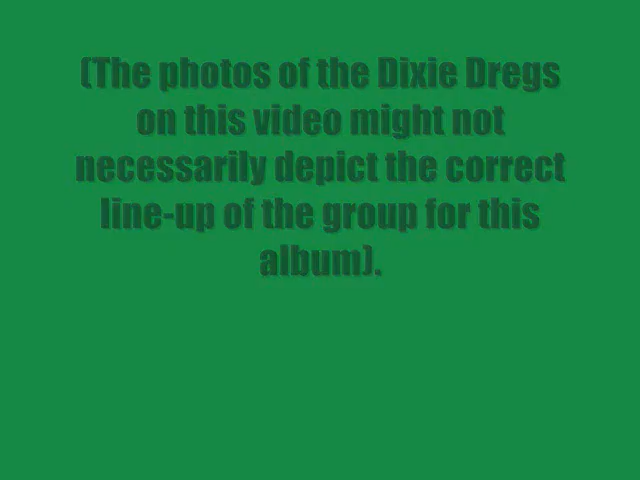 (The photos of the Dixie Dregs
on this video might not
necessarily depict the correct
line-up of the group for this
album).